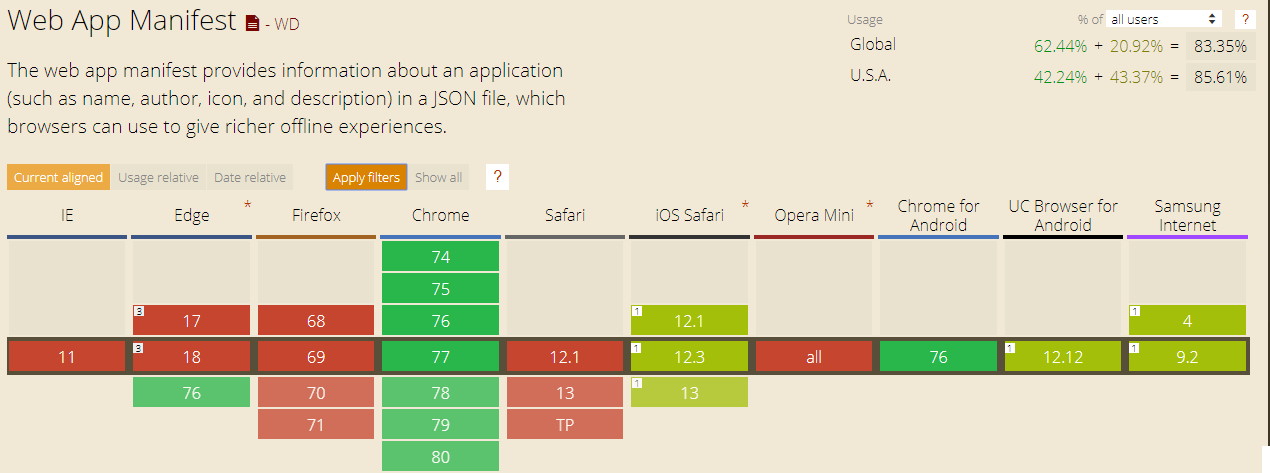 Web App Manifest - WD
Usage % of all users ?
Global 62.44% + 20.92% = 83.35%
U.S.A. 42.24% + 43.37% = 85.61%
The web app manifest provides information about an application
(such as name, author, icon, and description) in a JSON file, which
browsers can use to give richer offline experiences.
Current aligned Usage relative Date relative Apply filters Show all ?
IE Edge * Firefox Chrome Safari iOS Safari * Opera Mini * Chrome for Android UC Browser for Android Samsung Internet
74
75
3 17 68 76 1 12.1 1 4
11 3 18 69 77 12.1 1 12.3 all 76 1 12.12 1 9.2
76 70 78 13 1 13
71 79 TP
80